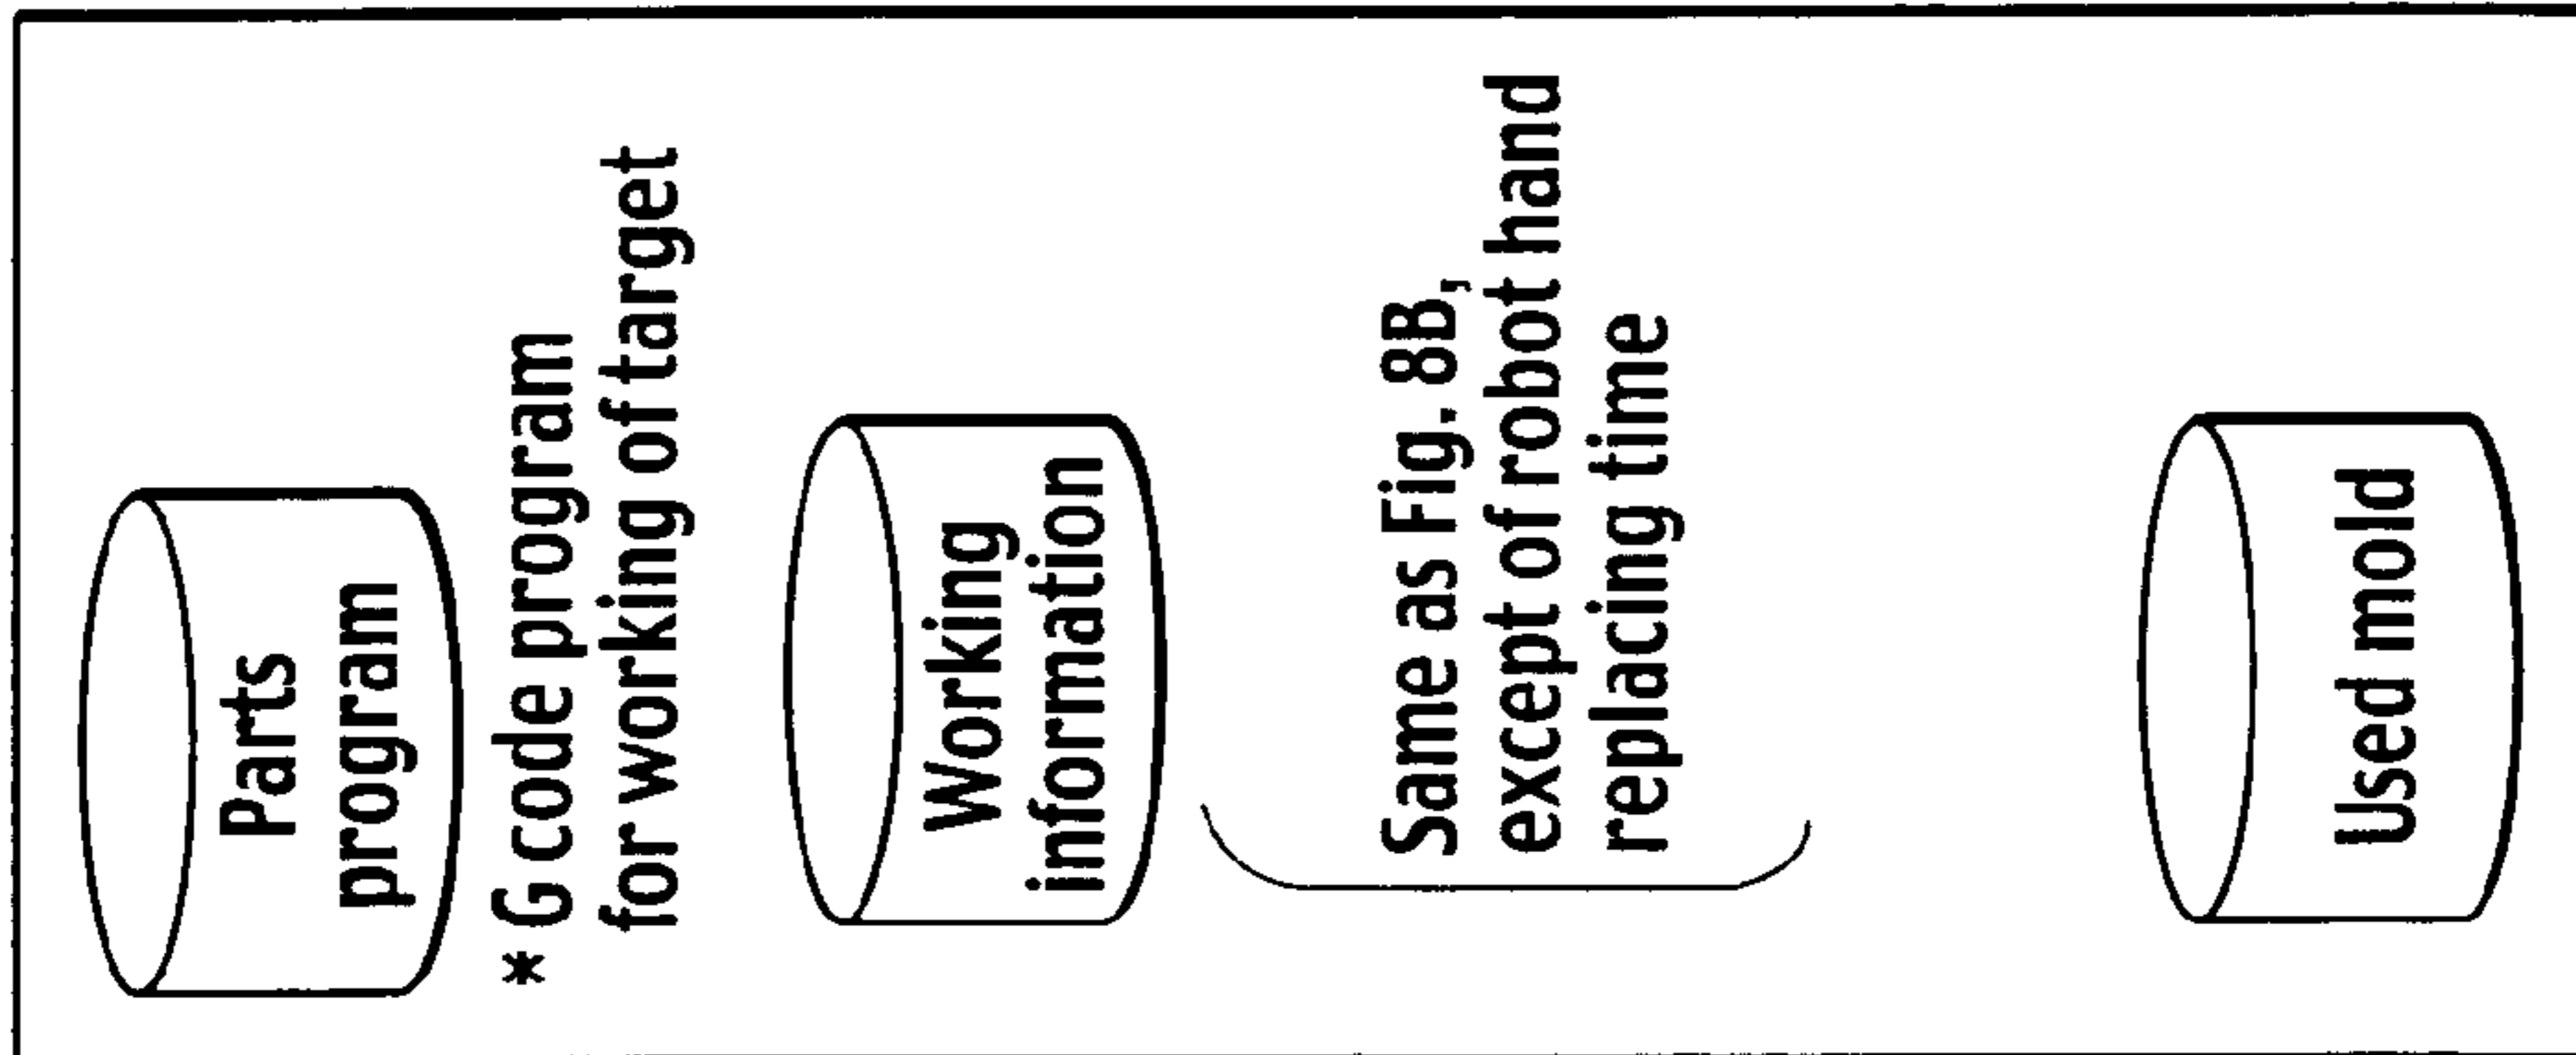 Parts
program
* G code program
for working of target
Working
information
Same as Fig. 8B,
except of robot hand
replacing time
Used mold